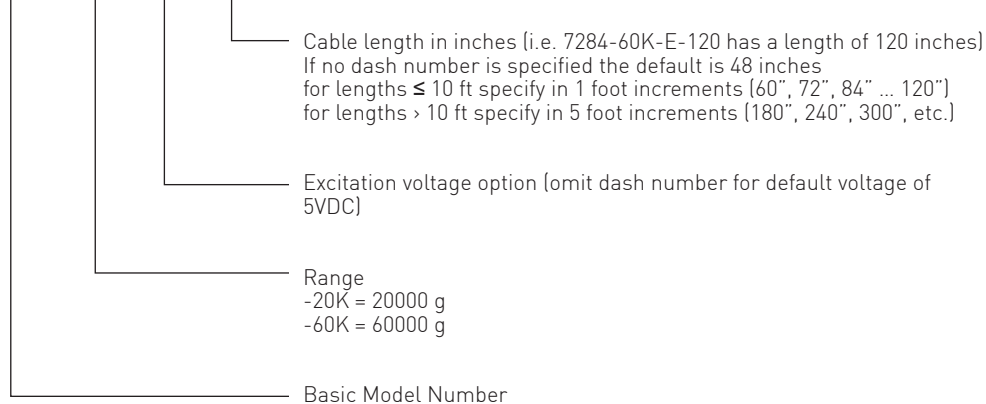 Cable length in inches (i.e. 7284-60K-E-120 has a length of 120 inches)
If no dash number is specified the default is 48 inches
for lengths ≤ 10 ft specify in 1 foot increments (60”, 72”, 84” ... 120”)
for lengths › 10 ft specify in 5 foot increments (180”, 240”, 300”, etc.)
Excitation voltage option (omit dash number for default voltage of
5VDC)
Range
-20K = 20000 g
-60K = 60000 g
Basic Model Number